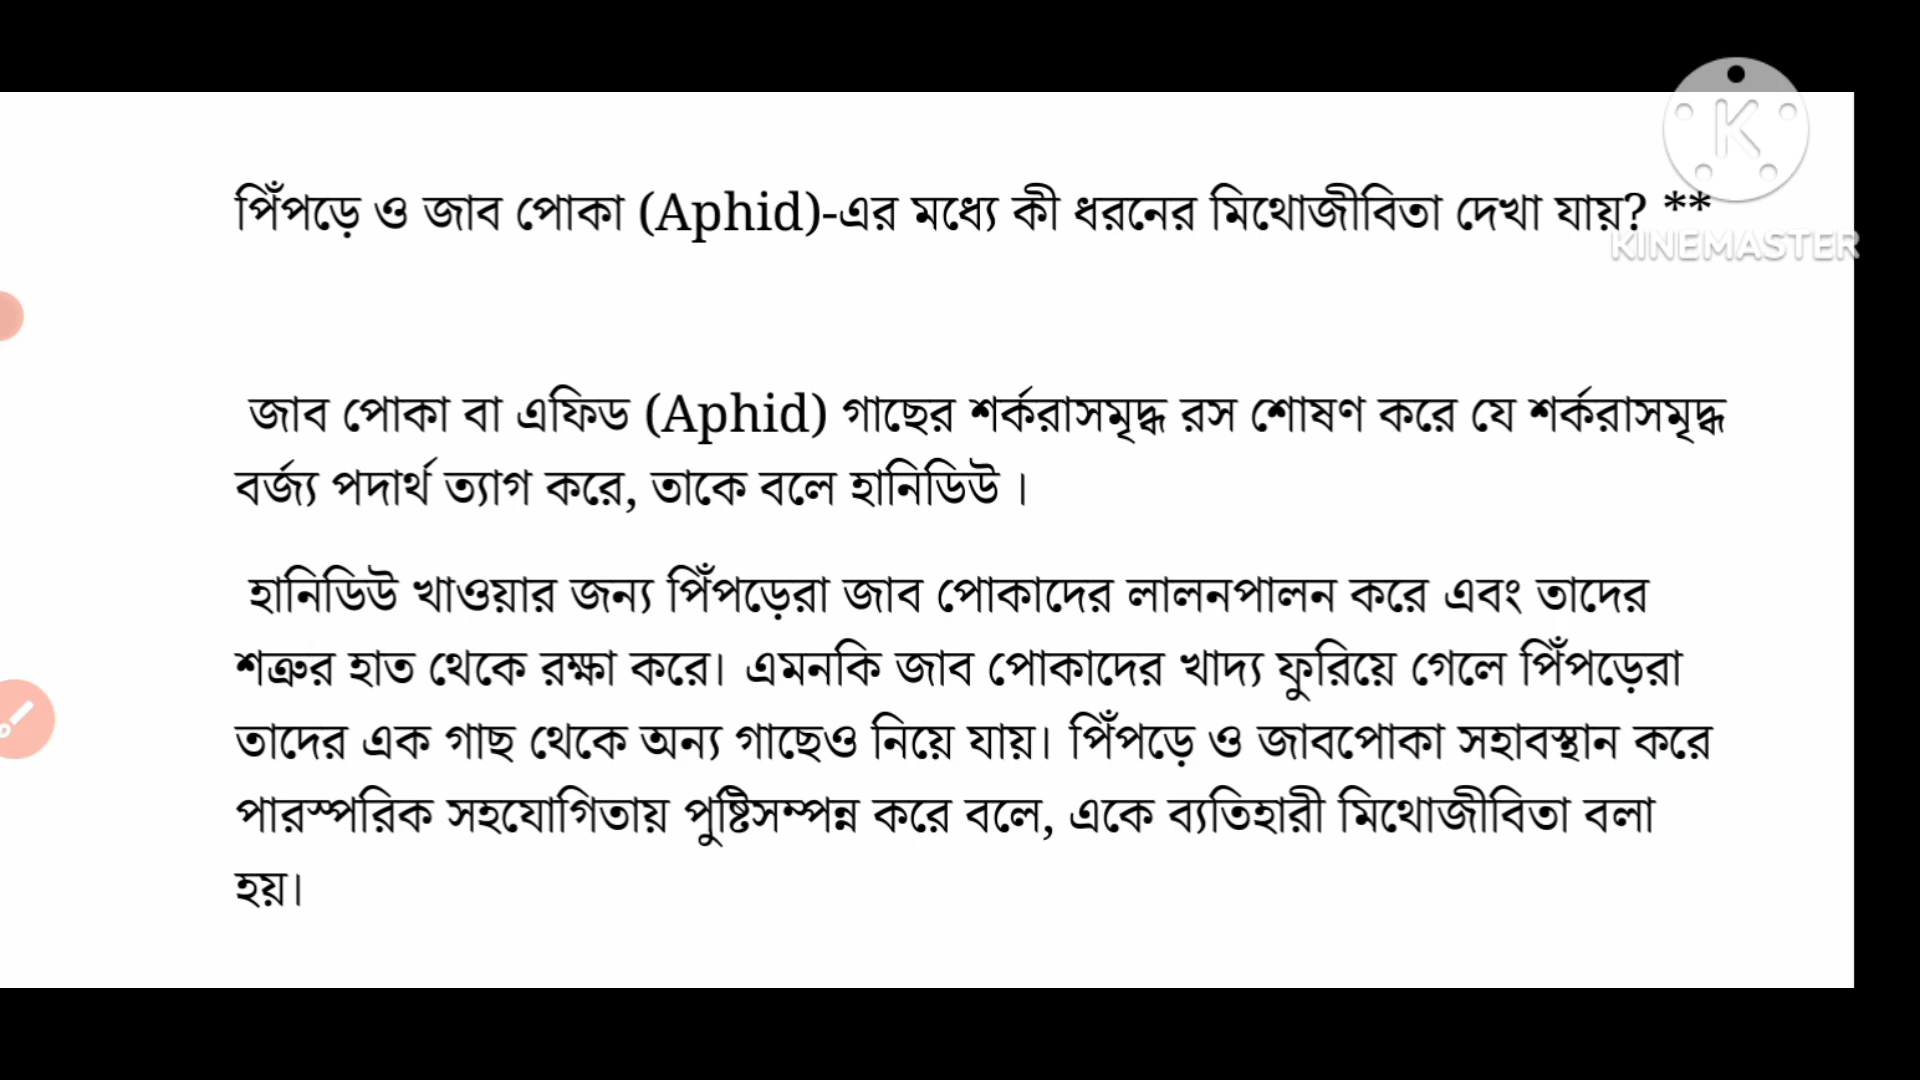 পিঁপড়ে ও জাব পোকা (Aphid)-এর মধ্যে কী ধরনের মিথোজীবিতা দেখা যায়? **
KINEMASTER
জাব পোকা বা এফিড (Aphid) গাছের শর্করাসমৃদ্ধ রস শোষণ করে যে শর্করাসমৃদ্ধ
বর্জ্য পদার্থ ত্যাগ করে, তাকে বলে হানিডিউ ।
হানিডিউ খাওয়ার জন্য পিঁপড়েরা জাব পোকাদের লালনপালন করে এবং তাদের
শত্রুর হাত থেকে রক্ষা করে। এমনকি জাব পোকাদের খাদ্য ফুরিয়ে গেলে পিঁপড়েরা
তাদের এক গাছ থেকে অন্য গাছেও নিয়ে যায়। পিঁপড়ে ও জাবপোকা সহাবস্থান করে
পারস্পরিক সহযোগিতায় পুষ্টিসম্পন্ন করে বলে, একে ব্যতিহারী মিথোজীবিতা বলা
হয়।